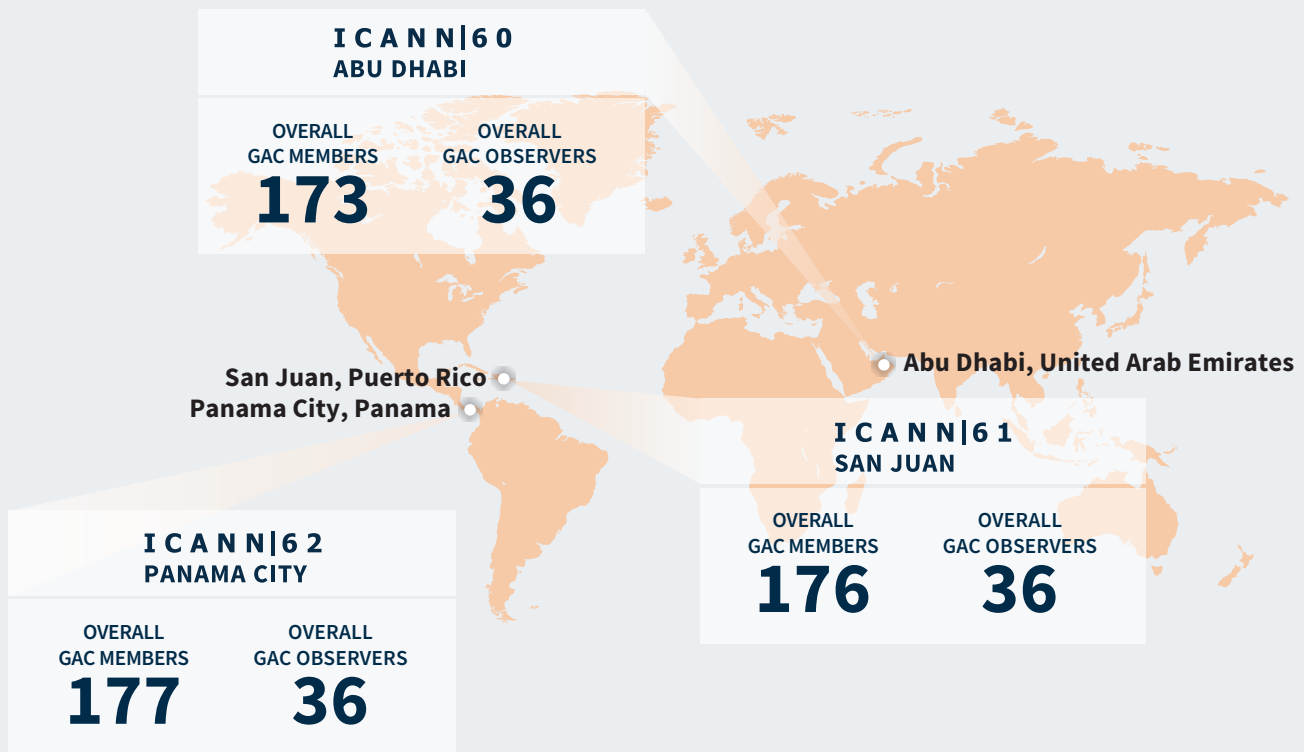 ICANN|60
ABU DHABI
OVERALL GAC MEMBERS
173
OVERALL GAC OBSERVERS
36
San Juan, Puerto Rico
Panama City, Panama
Abu Dhabi, United Arab Emirates
ICANN|61
SAN JUAN
OVERALL GAC MEMBERS
176
OVERALL GAC OBSERVERS
36
ICANN|62
PANAMA CITY
OVERALL GAC MEMBERS
177
OVERALL GAC OBSERVERS
36